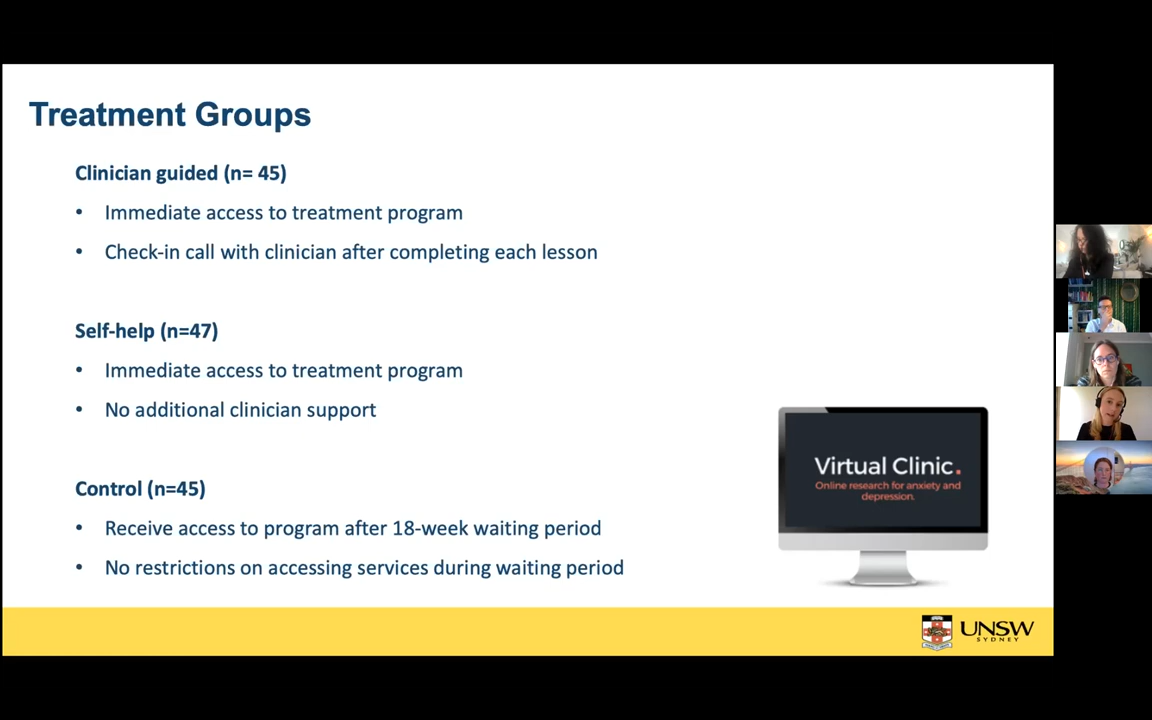 Treatment Groups
Clinician guided (n= 45)
• Immediate access to treatment program
• Check-in call with clinician after completing each lesson
Self-help (n=47)
• Immediate access to treatment program
• No additional clinician support
Control (n=45)
• Receive access to program after 18-week waiting period
• No restrictions on accessing services during waiting period
Virtual Clinic.
Online research for anxiety and
depression.
UNSW
SYDNEY